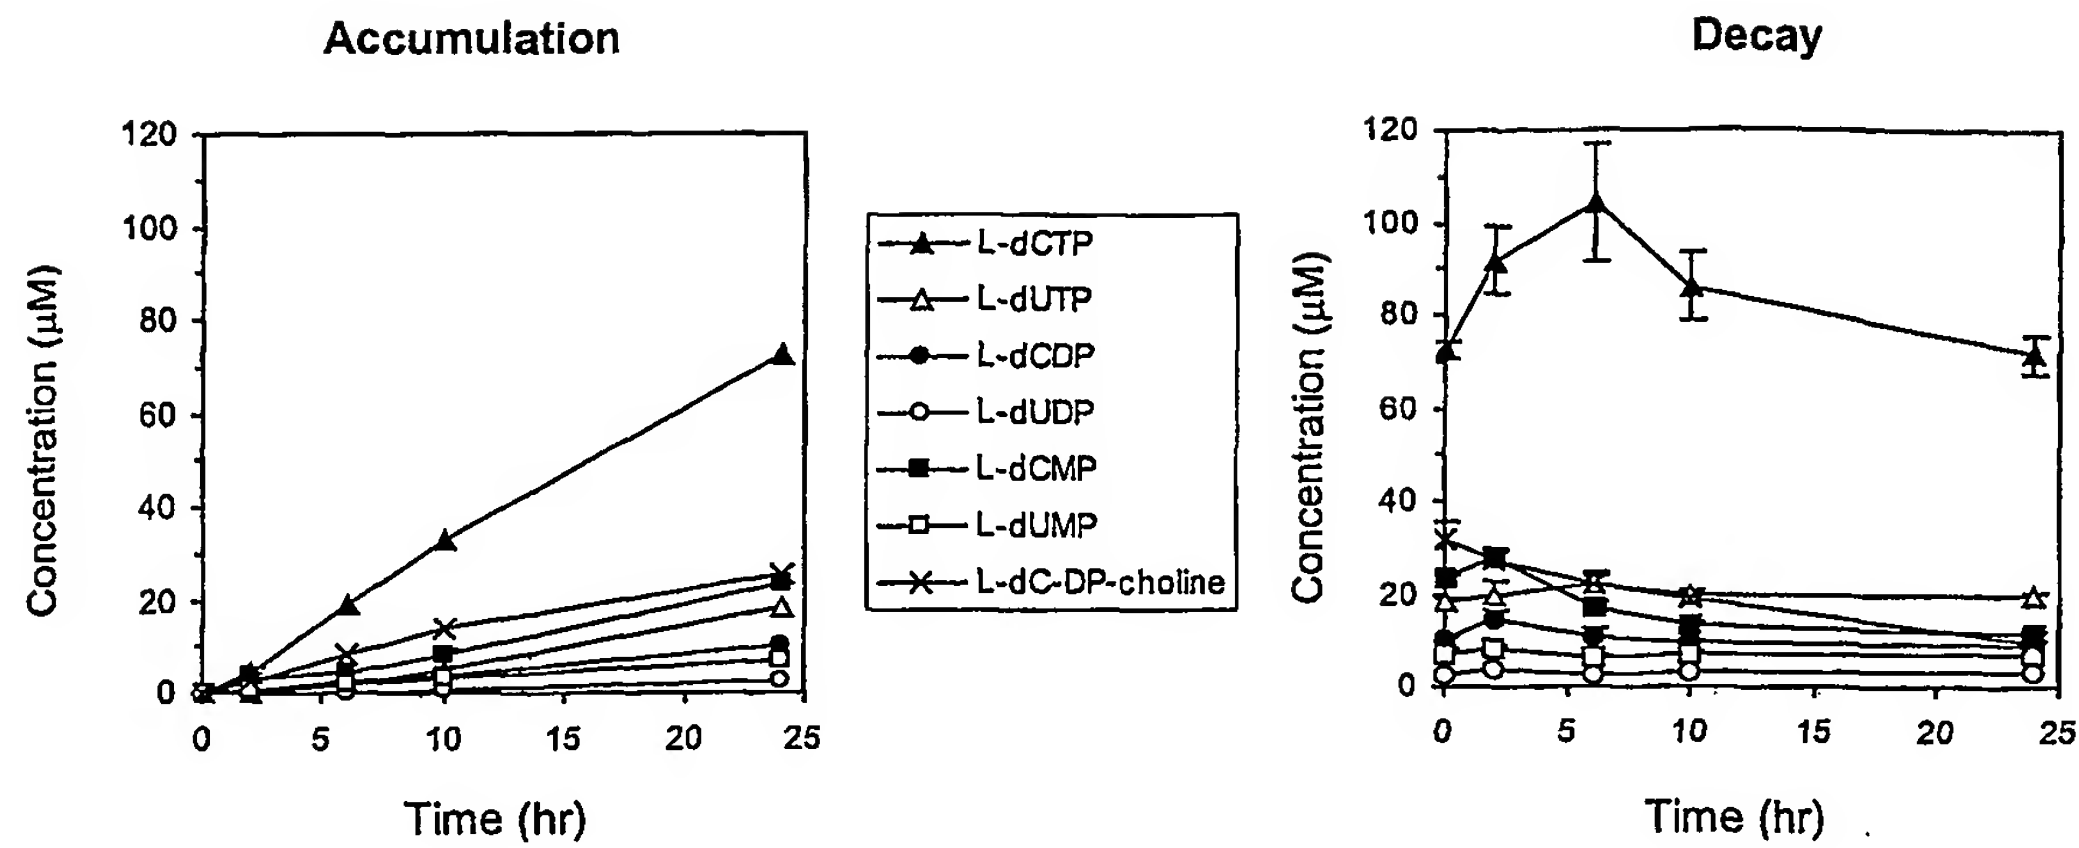 Accumulation
Decay
120
100
80
60
40
20
0
0 5 10 15 20 25
Concentration (µM)
Time (hr)
L-dCTP
L-dUTP
L-dCDP
L-dUDP
L-dCMP
L-dUMP
L-dC-DP-choline
120
100
80
60
40
20
0
0 5 10 15 20 25
Concentration (µM)
Time (hr)